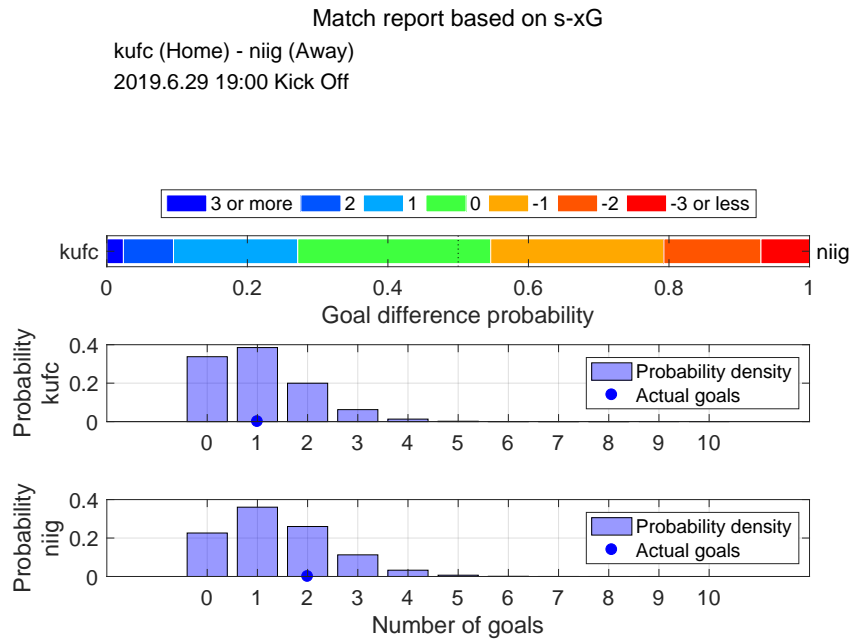 Match report based on s-xG
kufc (Home) - niig (Away)
2019.6.29 19:00 Kick Off
3 or more 2 1 0 -1 -2 -3 or less
kufc niig
0 0.2 0.4 0.6 0.8 1
Goal difference probability
Probability
kufc
0.4
0.2
0
Probability density
Actual goals
0 1 2 3 4 5 6 7 8 9 10
Probability
niig
0.4
0.2
0
Probability density
Actual goals
0 1 2 3 4 5 6 7 8 9 10
Number of goals